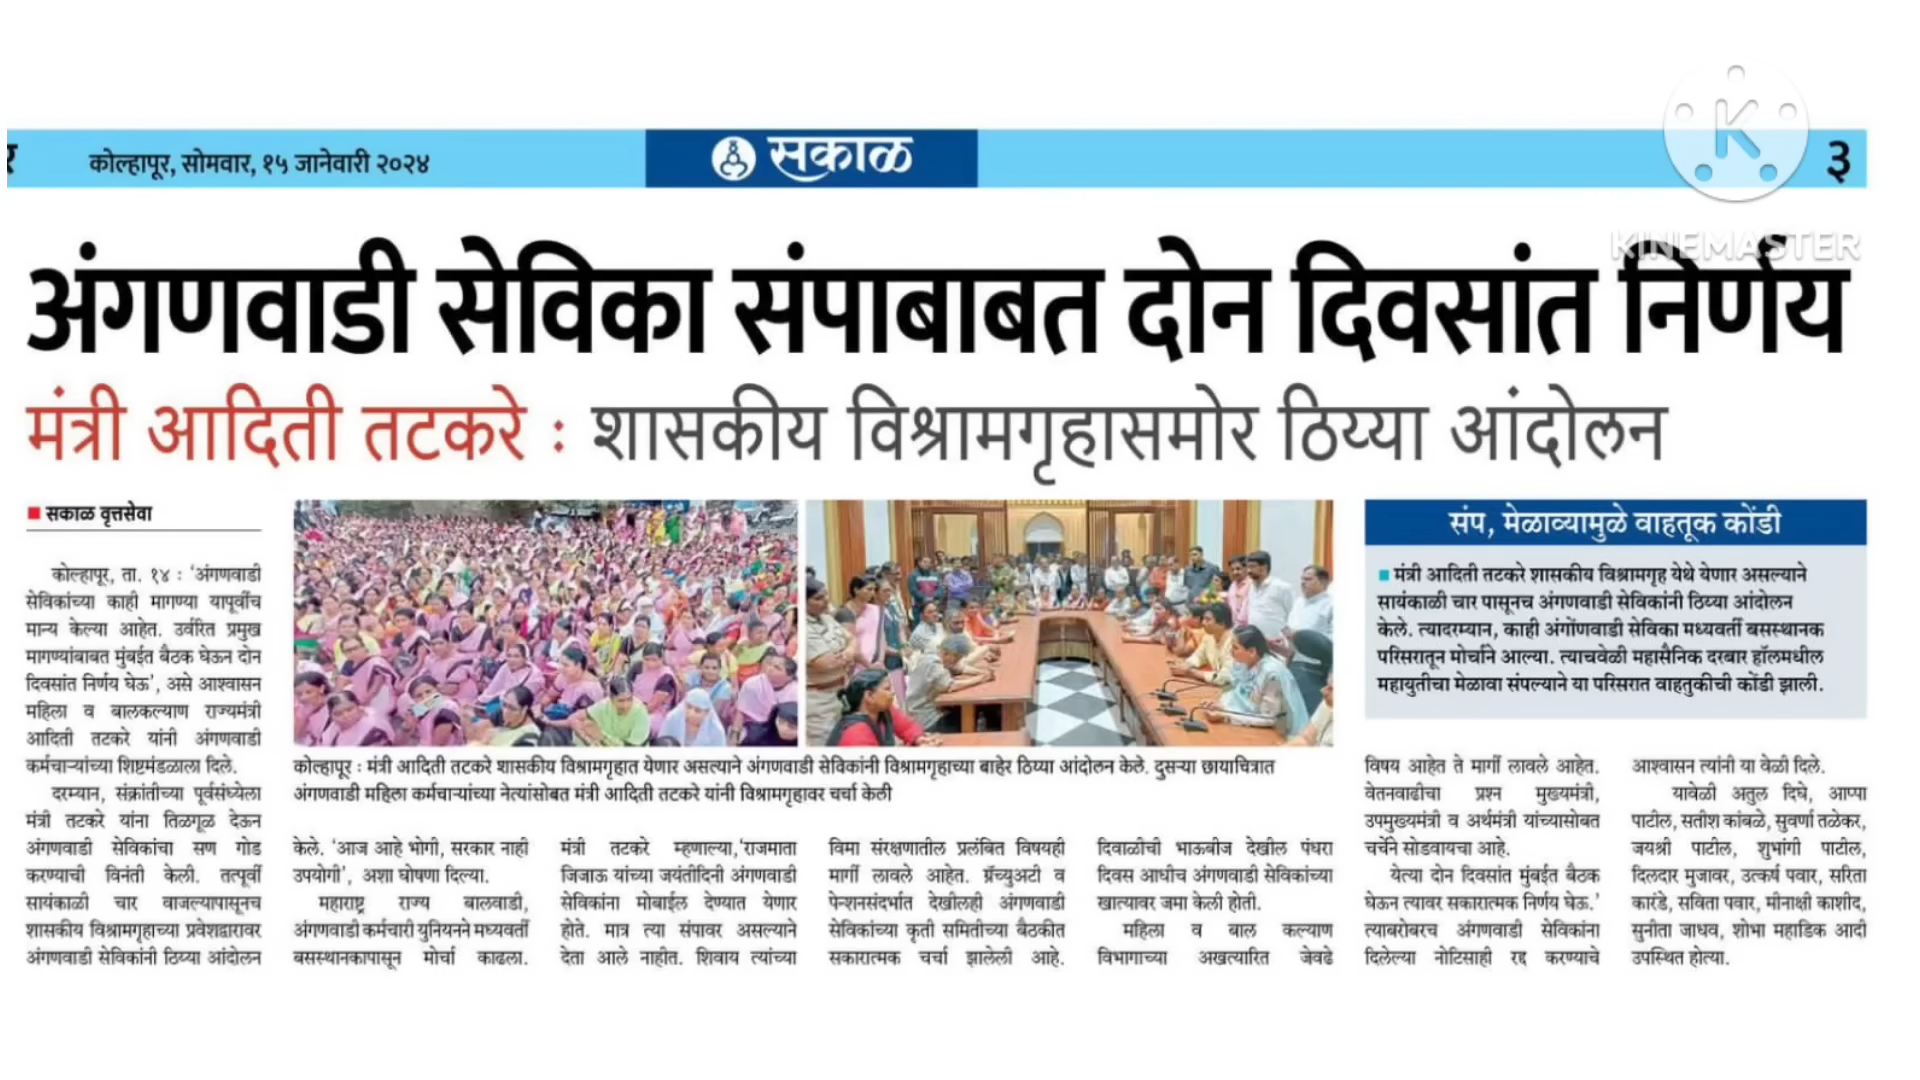 र
कोल्हापूर, सोमवार, १५ जानेवारी २०२४
सकाळ
३
KINEMASTER
अंगणवाडी सेविका संपाबाबत दोन दिवसांत निर्णय
मंत्री आदिती तटकरे : शासकीय विश्रामगृहासमोर ठिय्या आंदोलन
सकाळ वृत्तसेवा
कोल्हापूर, ता. १४ : ‘अंगणवाडी
सेविकांच्या काही मागण्या यापूर्वीच
मान्य केल्या आहेत. उर्वरित प्रमुख
मागण्यांबाबत मुंबईत बैठक घेऊन दोन
दिवसांत निर्णय घेऊ’, असे आश्वासन
महिला व बालकल्याण राज्यमंत्री
आदिती तटकरे यांनी अंगणवाडी
कर्मचाऱ्यांच्या शिष्टमंडळाला दिले.
दरम्यान, संक्रांतीच्या पूर्वसंध्येला
मंत्री तटकरे यांना तिळगूळ देऊन
अंगणवाडी सेविकांचा सण गोड
करण्याची विनंती केली. तत्पूर्वी
सायंकाळी चार वाजल्यापासूनच
शासकीय विश्रामगृहाच्या प्रवेशद्वारावर
अंगणवाडी सेविकांनी ठिय्या आंदोलन
कोल्हापूर : मंत्री आदिती तटकरे शासकीय विश्रामगृहात येणार असल्याने अंगणवाडी सेविकांनी विश्रामगृहाच्या बाहेर ठिय्या आंदोलन केले. दुसऱ्या छायाचित्रात
अंगणवाडी महिला कर्मचाऱ्यांच्या नेत्यांसोबत मंत्री आदिती तटकरे यांनी विश्रामगृहावर चर्चा केली
केले. ‘आज आहे भोगी, सरकार नाही
उपयोगी’, अशा घोषणा दिल्या.
महाराष्ट्र राज्य बालवाडी,
अंगणवाडी कर्मचारी युनियनने मध्यवर्ती
बसस्थानकापासून मोर्चा काढला.
मंत्री तटकरे म्हणाल्या,‘राजमाता
जिजाऊ यांच्या जयंतीदिनी अंगणवाडी
सेविकांना मोबाईल देण्यात येणार
होते. मात्र त्या संपावर असल्याने
देता आले नाहीत. शिवाय त्यांच्या
विमा संरक्षणातील प्रलंबित विषयही
मार्गी लावले आहेत. ग्रॅच्युअटी व
पेन्शनसंदर्भात देखीलही अंगणवाडी
सेविकांच्या कृती समितीच्या बैठकीत
सकारात्मक चर्चा झालेली आहे.
दिवाळीची भाऊबीज देखील पंधरा
दिवस आधीच अंगणवाडी सेविकांच्या
खात्यावर जमा केली होती.
महिला व बाल कल्याण
विभागाच्या अखत्यारित जेवढे
संप, मेळाव्यामुळे वाहतूक कोंडी
मंत्री आदिती तटकरे शासकीय विश्रामगृह येथे येणार असल्याने
सायंकाळी चार पासूनच अंगणवाडी सेविकांनी ठिय्या आंदोलन
केले. त्यादरम्यान, काही अंगोंणवाडी सेविका मध्यवर्ती बसस्थानक
परिसरातून मोर्चाने आल्या. त्याचवेळी महासैनिक दरबार हॉलमधील
महायुतीचा मेळावा संपल्याने या परिसरात वाहतुकीची कोंडी झाली.
विषय आहेत ते मार्गी लावले आहेत.
वेतनवाढीचा प्रश्न मुख्यमंत्री,
उपमुख्यमंत्री व अर्थमंत्री यांच्यासोबत
चर्चेने सोडवायचा आहे.
येत्या दोन दिवसांत मुंबईत बैठक
घेऊन त्यावर सकारात्मक निर्णय घेऊ.’
त्याबरोबरच अंगणवाडी सेविकांना
दिलेल्या नोटिसाही रद्द करण्याचे
आश्वासन त्यांनी या वेळी दिले.
यावेळी अतुल दिघे, आप्पा
पाटील, सतीश कांबळे, सुवर्णा तळेकर,
जयश्री पाटील, शुभांगी पाटील,
दिलदार मुजावर, उत्कर्ष पवार, सरिता
कारंडे, सविता पवार, मीनाक्षी काशीद,
सुनीता जाधव, शोभा महाडिक आदी
उपस्थित होत्या.